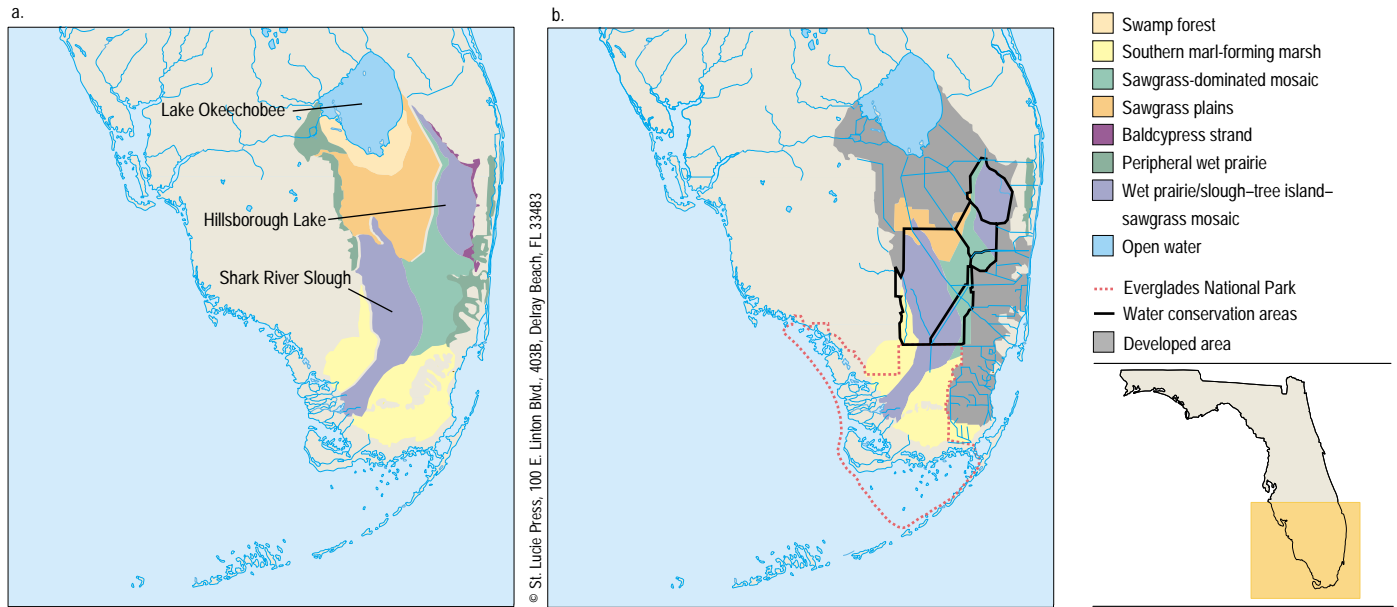 a.
Lake Okeechobee
Hillsborough Lake
Shark River Slough
© St. Lucie Press, 100 E. Linton Blvd., 403B, Delray Beach, FL 33483
b.
Swamp forest
Southern marl-forming marsh
Sawgrass-dominated mosaic
Sawgrass plains
Baldcypress strand
Peripheral wet prairie
Wet prairie/slough–tree island–
sawgrass mosaic
Open water
Everglades National Park
Water conservation areas
Developed area